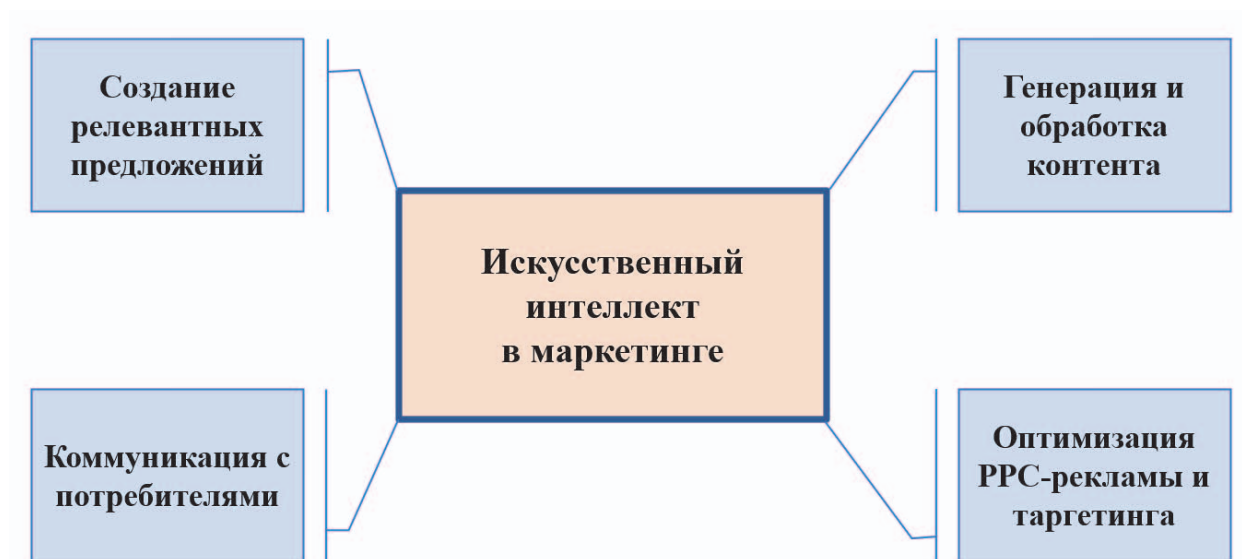 Создание
релевантных
предложений
Генерация и
обработка
контента
Искусственный
интеллект
в маркетинге
Коммуникация с
потребителями
Оптимизация
PPC-рекламы и
таргетинга